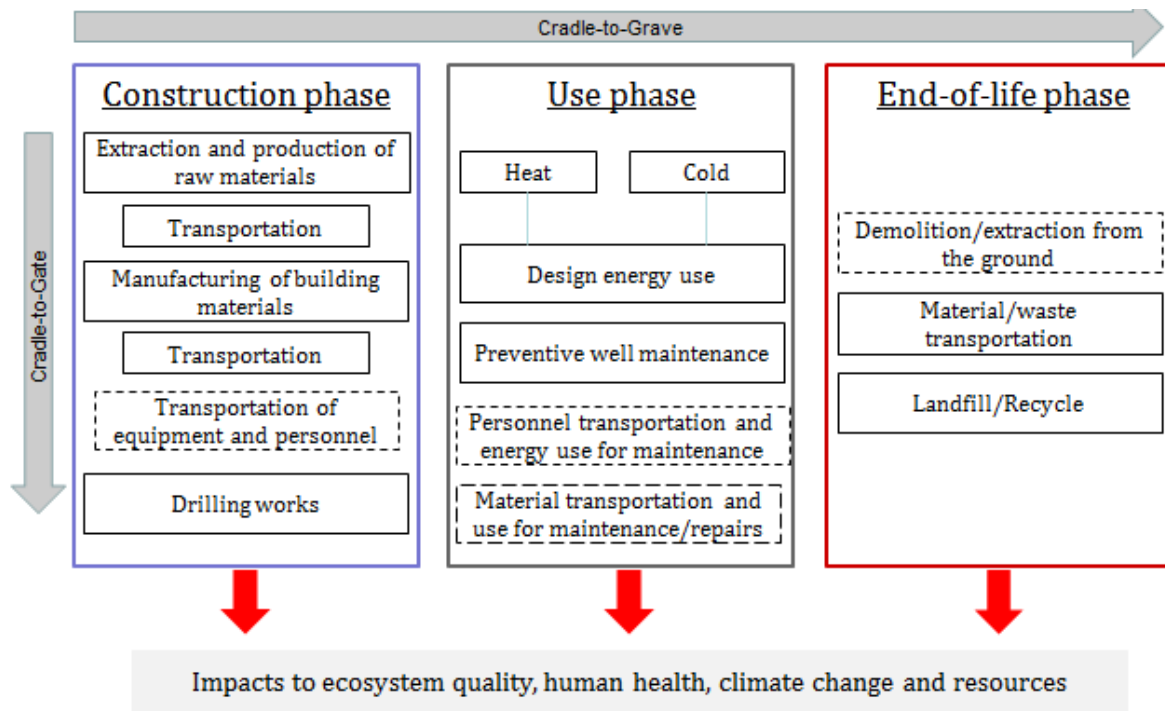 Cradle-to-Grave
Cradle-to-Gate
Construction phase
Extraction and production of
raw materials
Transportation
Manufacturing of building
materials
Transportation
Transportation of
equipment and personnel
Drilling works
Use phase
Heat
Cold
Design energy use
Preventive well maintenance
Personnel transportation and
energy use for maintenance
Material transportation and
use for maintenance/repairs
End-of-life phase
Demolition/extraction from
the ground
Material/waste
transportation
Landfill/Recycle
Impacts to ecosystem quality, human health, climate change and resources